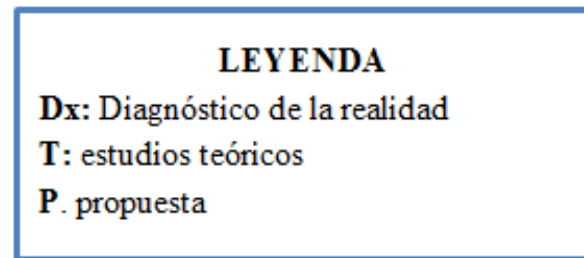 LEYENDA
Dx: Diagnóstico de la realidad
T: estudios teóricos
P. propuesta